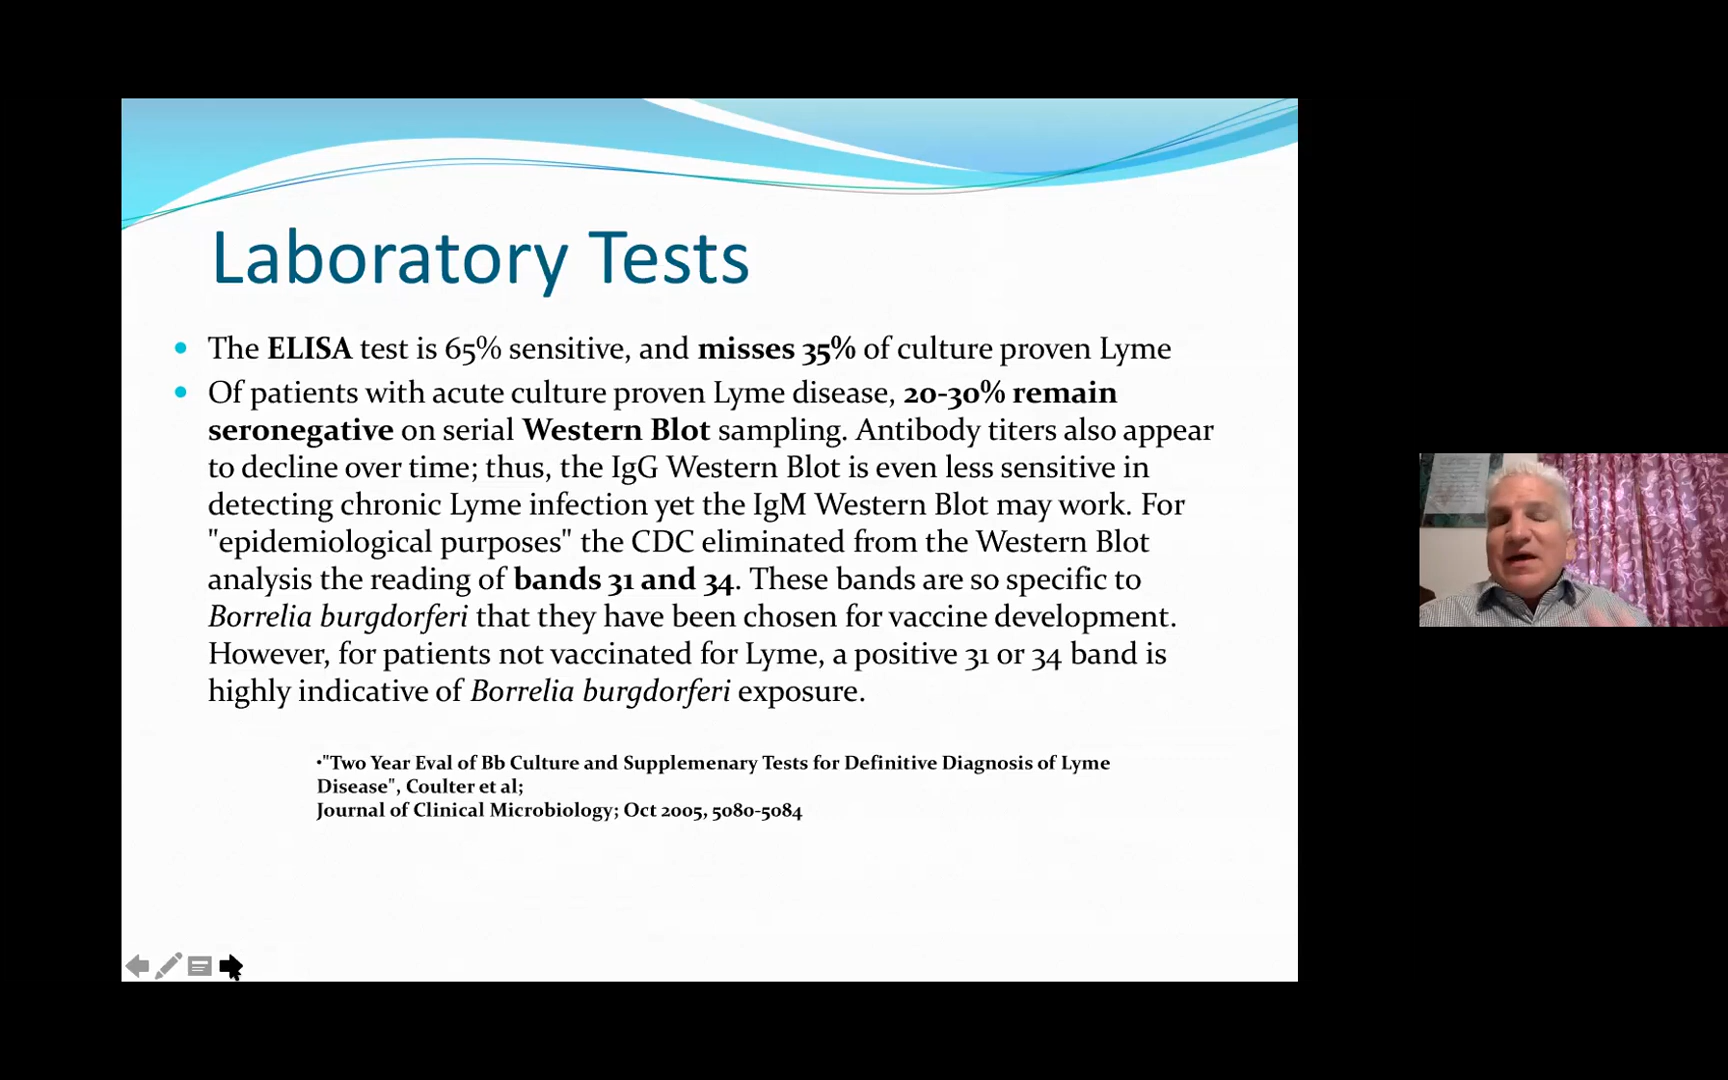 Laboratory Tests
• The ELISA test is 65% sensitive, and misses 35% of culture proven Lyme
• Of patients with acute culture proven Lyme disease, 20-30% remain
seronegative on serial Western Blot sampling. Antibody titers also appear
to decline over time; thus, the IgG Western Blot is even less sensitive in
detecting chronic Lyme infection yet the IgM Western Blot may work. For
"epidemiological purposes" the CDC eliminated from the Western Blot
analysis the reading of bands 31 and 34. These bands are so specific to
Borrelia burgdorferi that they have been chosen for vaccine development.
However, for patients not vaccinated for Lyme, a positive 31 or 34 band is
highly indicative of Borrelia burgdorferi exposure.
•"Two Year Eval of Bb Culture and Supplemenary Tests for Definitive Diagnosis of Lyme
Disease", Coulter et al;
Journal of Clinical Microbiology; Oct 2005, 5080-5084